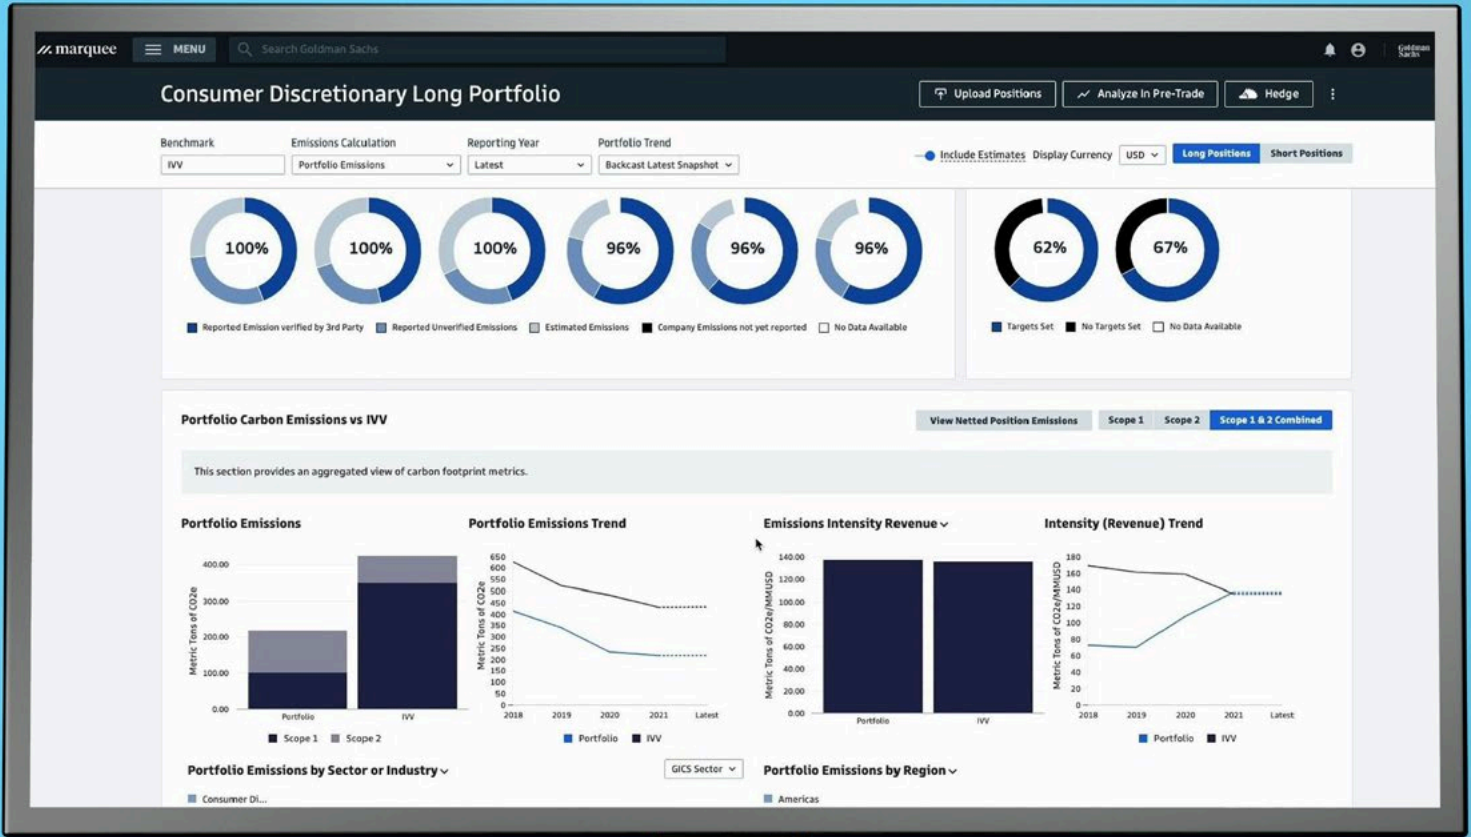 marquee
MENU
Search Goldman Sachs
Goldman
Sachs
Consumer Discretionary Long Portfolio
Upload Positions
Analyze In Pre-Trade
Hedge
Benchmark
Emissions Calculation
Reporting Year
Portfolio Trend
IVV
Portfolio Emissions
Latest
Backcast Latest Snapshot
Include Estimates
Display Currency
USD
Long Positions
Short Positions
100%
100%
100%
96%
96%
96%
62%
67%
Reported Emission verified by 3rd Party
Reported Unverified Emissions
Estimated Emissions
Company Emissions not yet reported
No Data Available
Targets Set
No Targets Set
No Data Available
Portfolio Carbon Emissions vs IVV
View Netted Position Emissions
Scope 1
Scope 2
Scope 1 & 2 Combined
This section provides an aggregated view of carbon footprint metrics.
Portfolio Emissions
Metric Tons of CO2e
400.00
300.00
200.00
100.00
0.00
Portfolio
IVV
Scope 1
Scope 2
Portfolio Emissions Trend
Metric Tons of CO2e
650
600
550
500
450
400
350
300
250
200
150
100
50
0
2018
2019
2020
2021
Latest
Portfolio
IVV
Emissions Intensity Revenue
Metric Tons of CO2e/MMUSD
140.00
120.00
100.00
80.00
60.00
40.00
20.00
0.00
Portfolio
IVV
Intensity (Revenue) Trend
Metric Tons of CO2e/MMUSD
180
160
140
120
100
80
60
40
20
0
2018
2019
2020
2021
Latest
Portfolio
IVV
Portfolio Emissions by Sector or Industry
GICS Sector
Consumer Di...
Portfolio Emissions by Region
Americas